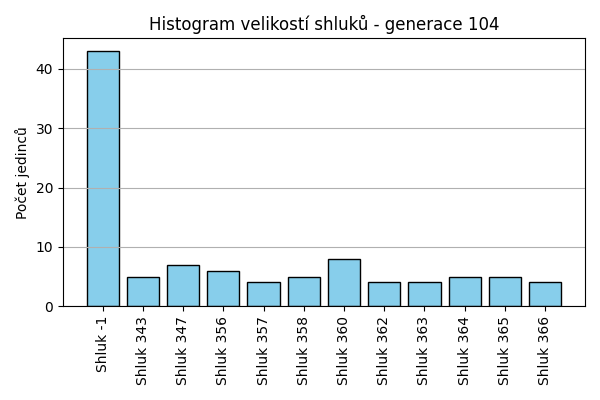 Histogram velikostí shluků - generace 104
Počet jedinců
40
30
20
10
0
Shluk -1
Shluk 343
Shluk 347
Shluk 356
Shluk 357
Shluk 358
Shluk 360
Shluk 362
Shluk 363
Shluk 364
Shluk 365
Shluk 366